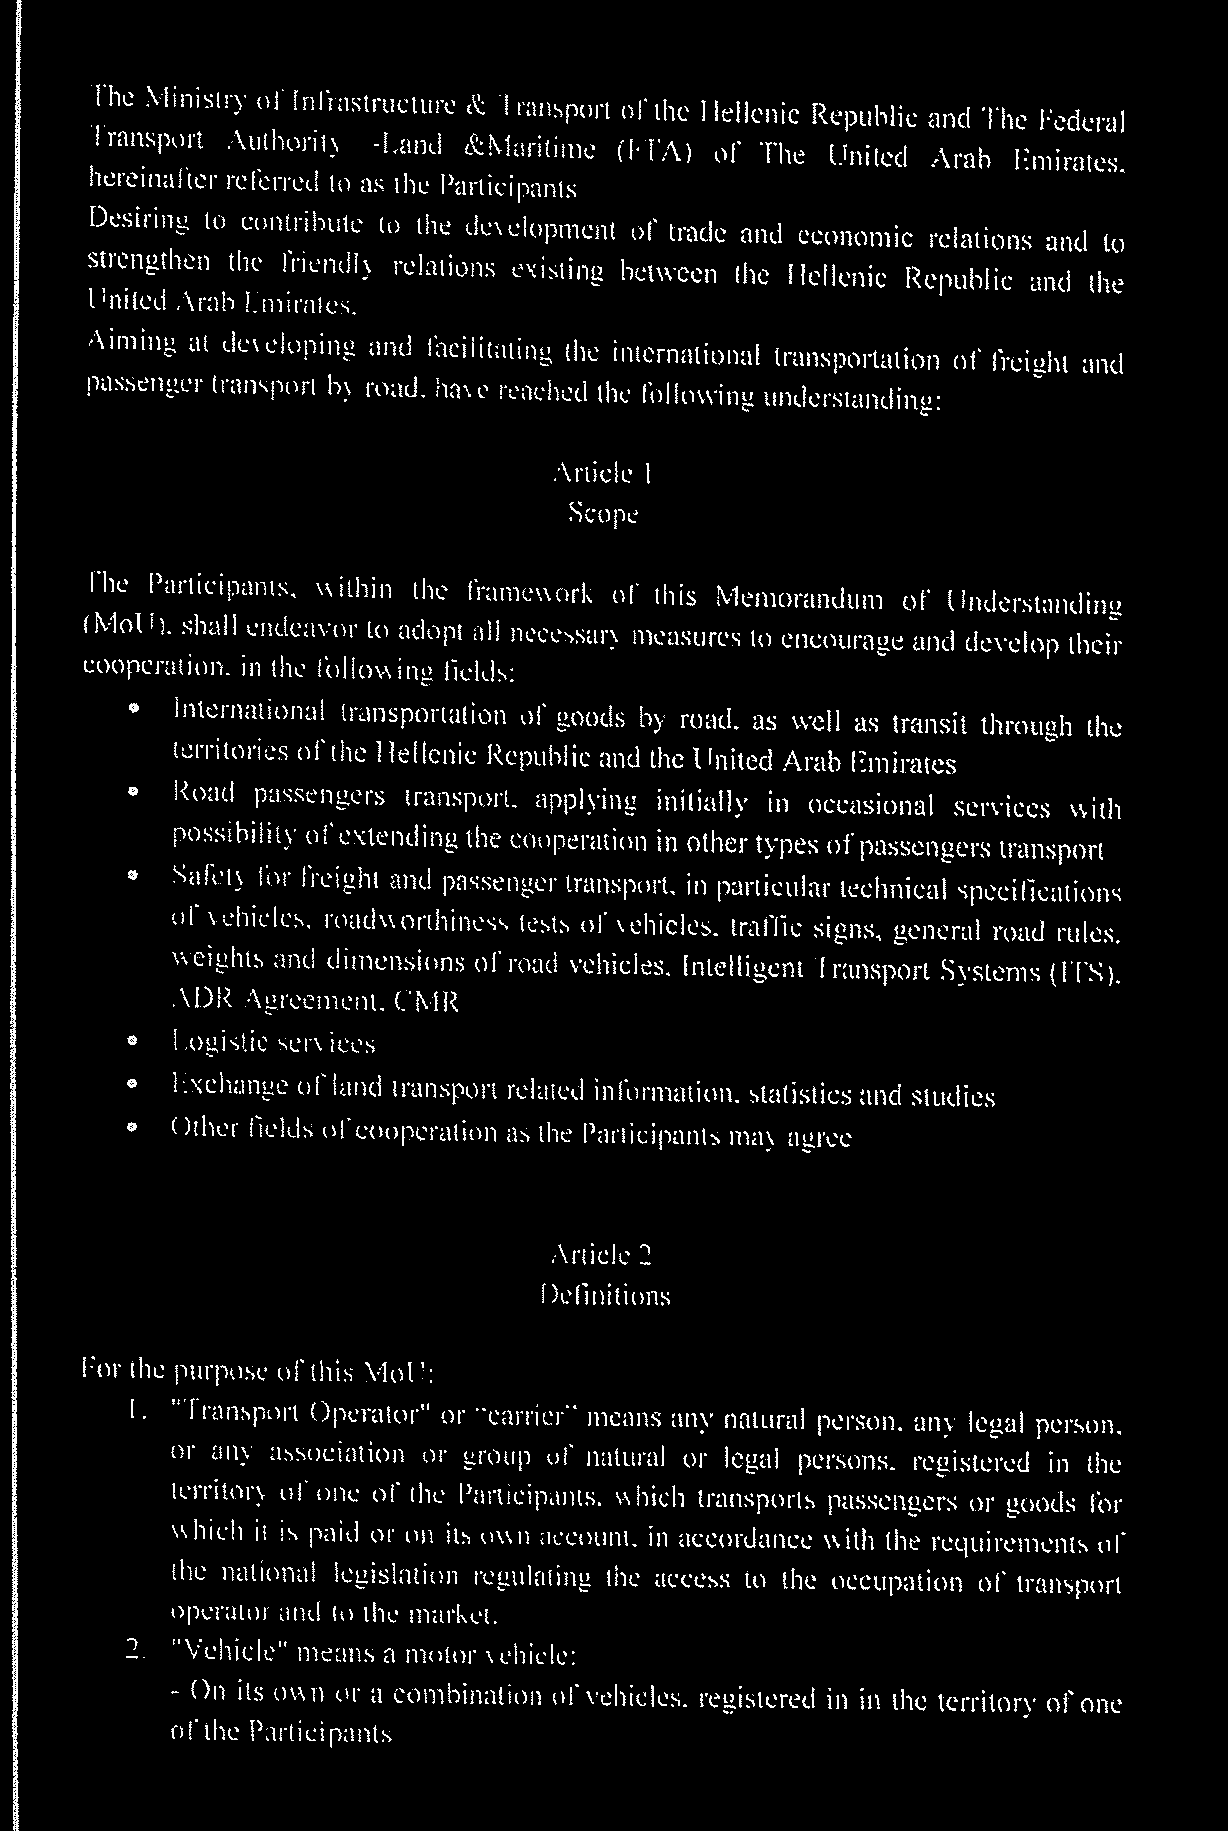 The Ministry of Infrastructure & Transport of the Hellenic Republic and The Federal
Transport Authority -Land &Maritime (FTA) of The United Arab Emirates,
hereinafter referred to as the Participants
Desiring to contribute to the development of trade and economic relations and to
strengthen the friendly relations existing between the Hellenic Republic and the
United Arab Emirates,
Aiming at developing and facilitating the international transportation of freight and
passenger transport by road, have reached the following understanding:
Article 1
Scope
The Participants, within the framework of this Memorandum of Understanding
(MoU), shall endeavor to adopt all necessary measures to encourage and develop their
cooperation, in the following fields:
• International transportation of goods by road, as well as transit through the
territories of the Hellenic Republic and the United Arab Emirates
• Road passengers transport, applying initially in occasional services with
possibility of extending the cooperation in other types of passengers transport
• Safety for freight and passenger transport, in particular technical specifications
of vehicles, roadworthiness tests of vehicles, traffic signs, general road rules,
weights and dimensions of road vehicles, Intelligent Transport Systems (ITS),
ADR Agreement, CMR
• Logistic services
• Exchange of land transport related information, statistics and studies
• Other fields of cooperation as the Participants may agree
Article 2
Definitions
For the purpose of this MoU:
1. "Transport Operator" or "carrier" means any natural person, any legal person,
or any association or group of natural or legal persons, registered in the
territory of one of the Participants, which transports passengers or goods for
which it is paid or on its own account, in accordance with the requirements of
the national legislation regulating the access to the occupation of transport
operator and to the market.
2. "Vehicle" means a motor vehicle:
- On its own or a combination of vehicles, registered in in the territory of one
of the Participants